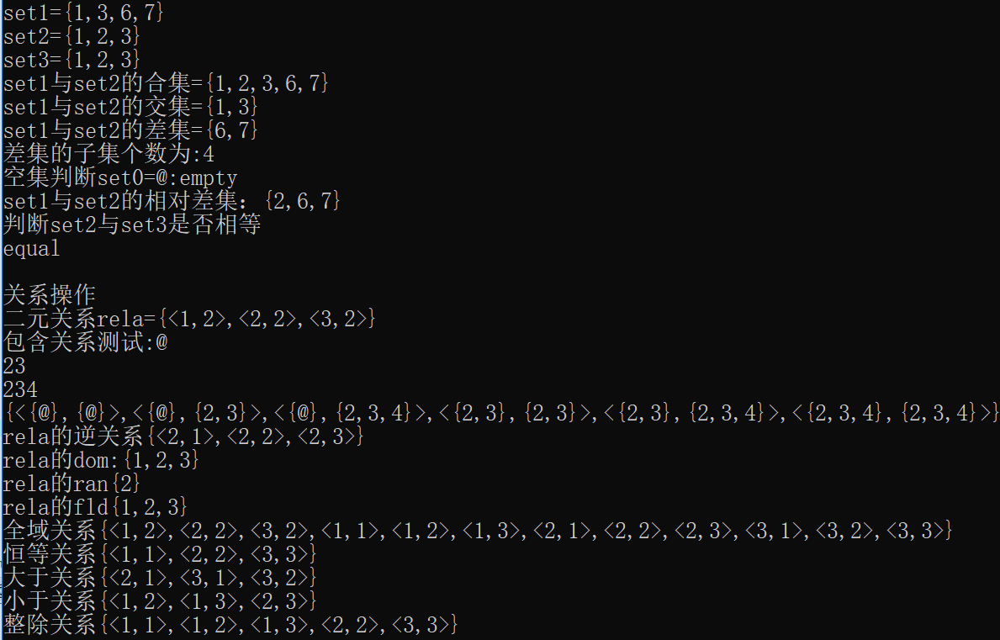 set1={1,3,6,7}
set2={1,2,3}
set3={1,2,3}
set1与set2的合集={1,2,3,6,7}
set1与set2的交集={1,3}
set1与set2的差集={6,7}
差集的子集个数为:4
空集判断set0=@:empty
set1与set2的相对差集：{2,6,7}
判断set2与set3是否相等
equal
关系操作
二元关系rela={<1,2>,<2,2>,<3,2>}
包含关系测试:@
23
234
{<{@},{@}>,<{@},{2,3}>,<{@},{2,3,4}>,<{2,3},{2,3}>,<{2,3},{2,3,4}>,<{2,3,4},{2,3,4}>}
rela的逆关系{<2,1>,<2,2>,<2,3>}
rela的dom:{1,2,3}
rela的ran{2}
rela的fld{1,2,3}
全域关系{<1,2>,<2,2>,<3,2>,<1,1>,<1,2>,<1,3>,<2,1>,<2,2>,<2,3>,<3,1>,<3,2>,<3,3>}
恒等关系{<1,1>,<2,2>,<3,3>}
大于关系{<2,1>,<3,1>,<3,2>}
小于关系{<1,2>,<1,3>,<2,3>}
整除关系{<1,1>,<1,2>,<1,3>,<2,2>,<3,3>}